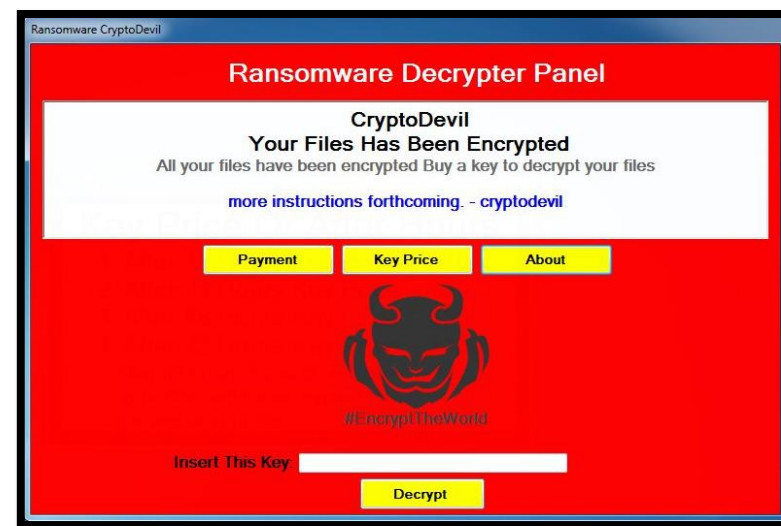 Ransomware CryptoDevil
Ransomware Decrypter Panel
CryptoDevil
Your Files Has Been Encrypted
All your files have been encrypted Buy a key to decrypt your files
more instructions forthcoming. - cryptodevil
Payment Key Price About
#EncryptTheWorld
Insert This Key:
Decrypt